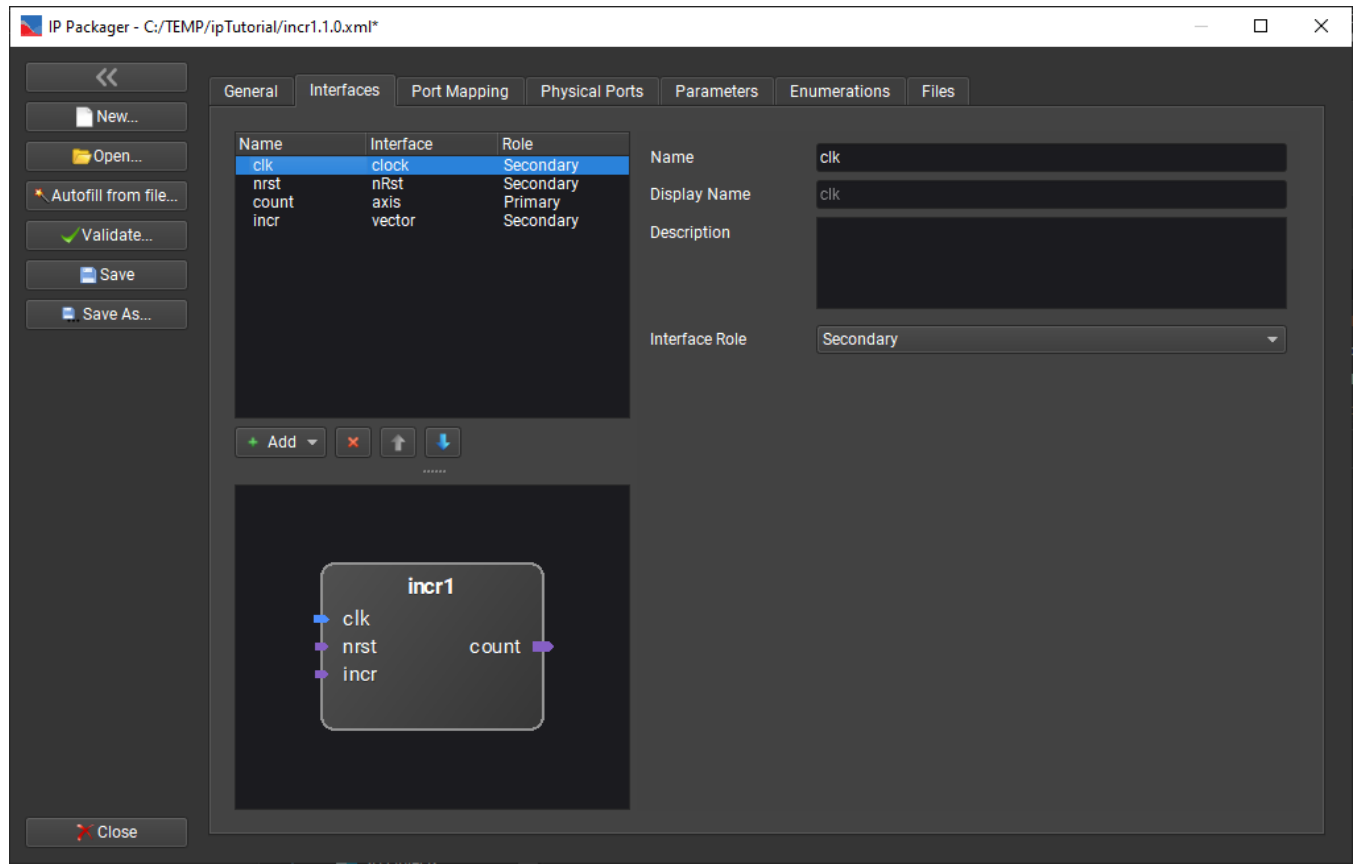 IP Packager - C:/TEMP/ipTutorial/incr1.1.0.xml*
General Interfaces Port Mapping Physical Ports Parameters Enumerations Files
New...
Open...
Autofill from file...
Validate...
Save
Save As...
Close
Name Interface Role
clk clock Secondary
nrst nRst Secondary
count axis Primary
incr vector Secondary
+ Add
incr1
clk
nrst count
incr
Name clk
Display Name clk
Description
Interface Role Secondary